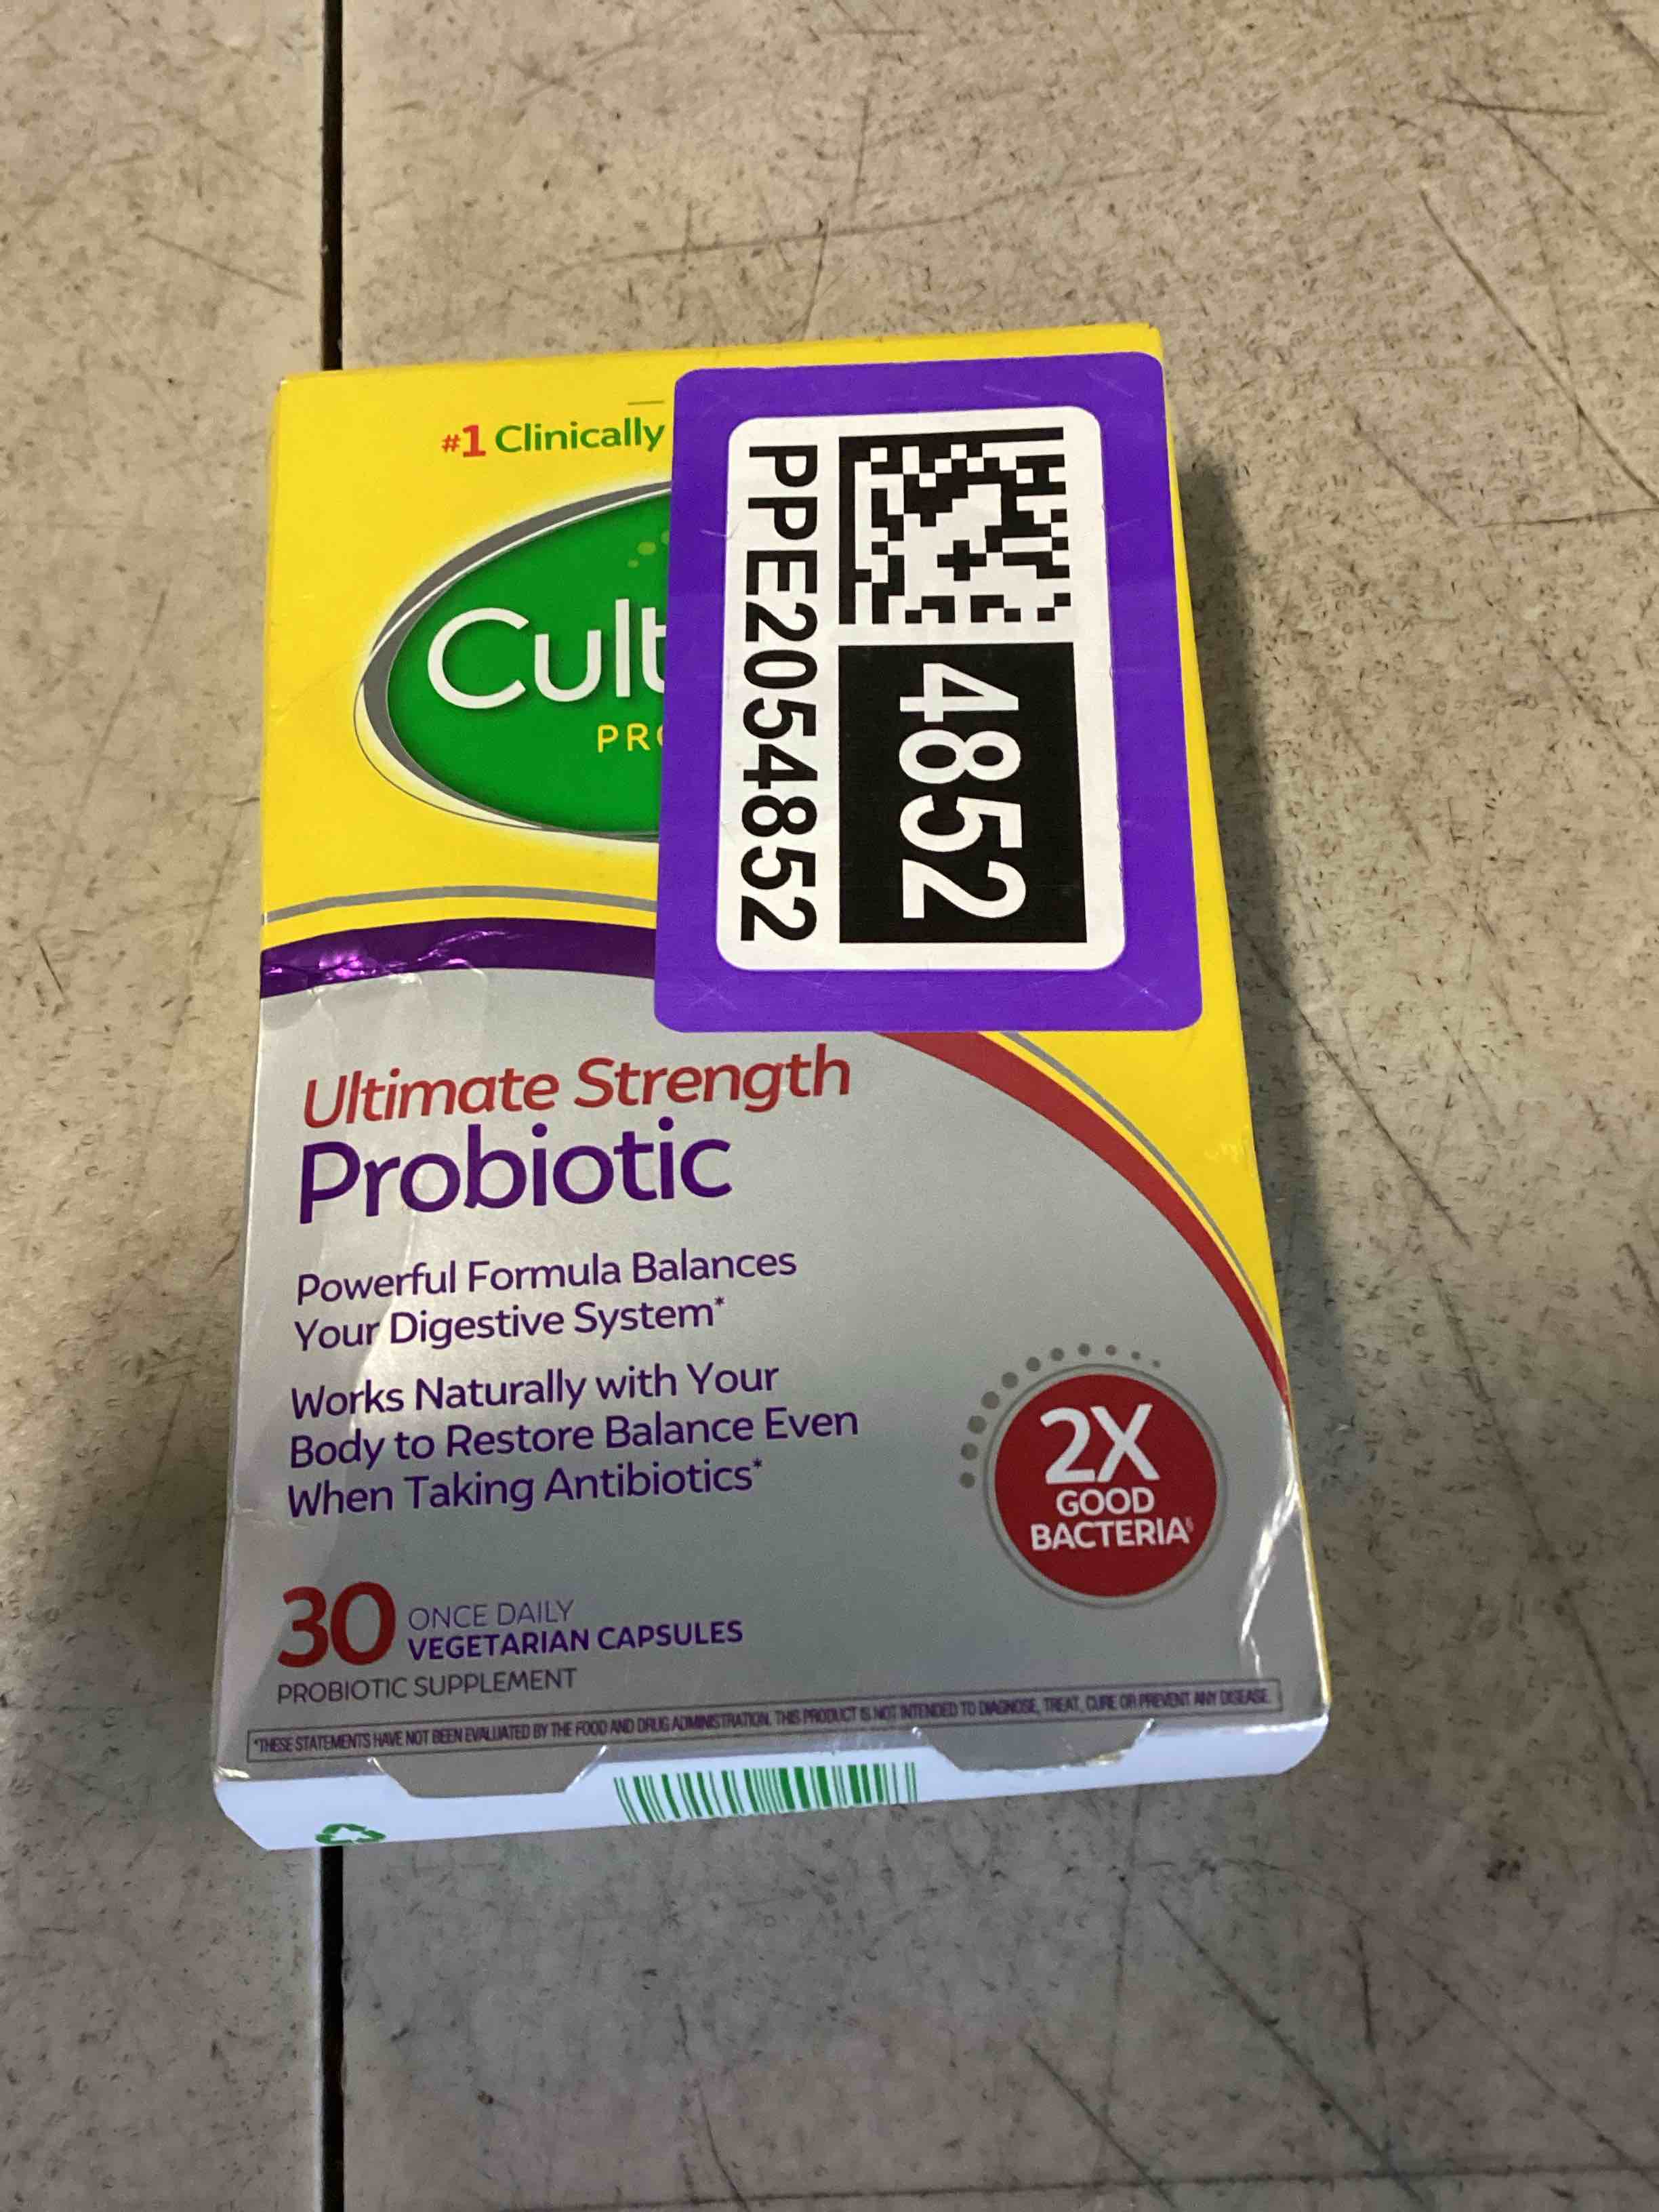 #1 Clinically
Cult
PRO
PPE2054852
4852
Ultimate Strength
Probiotic
Powerful Formula Balances
Your Digestive System*
Works Naturally with Your
Body to Restore Balance Even
When Taking Antibiotics*
2X
GOOD
BACTERIA§
30 ONCE DAILY
VEGETARIAN CAPSULES
PROBIOTIC SUPPLEMENT
*THESE STATEMENTS HAVE NOT BEEN EVALUATED BY THE FOOD AND DRUG ADMINISTRATION. THIS PRODUCT IS NOT INTENDED TO DIAGNOSE, TREAT, CURE OR PREVENT ANY DISEASE.